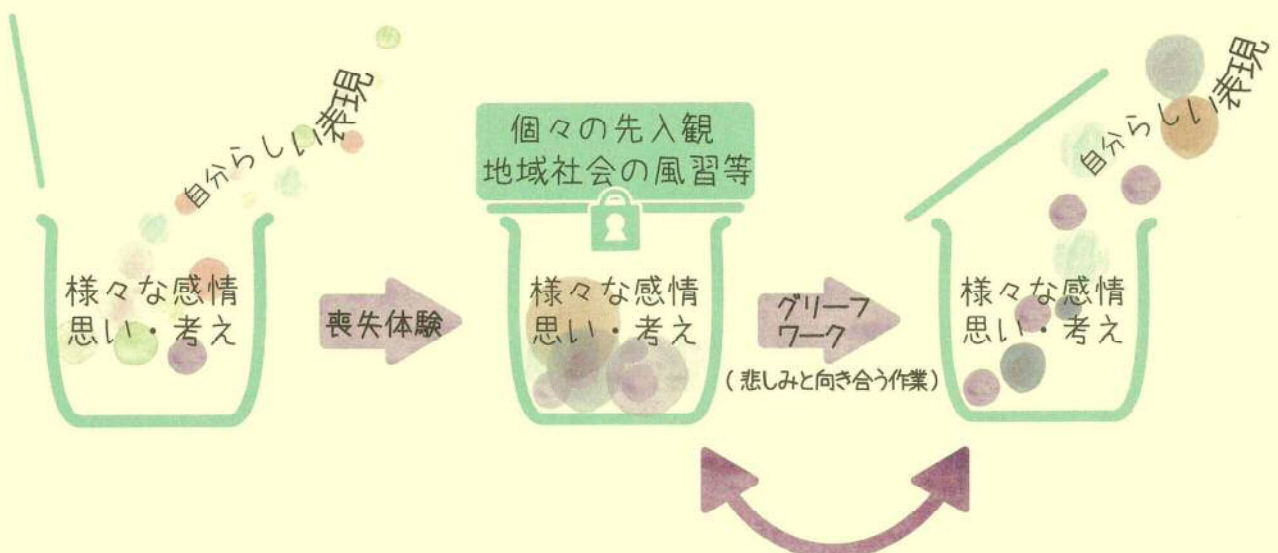 自分らしい表現
様々な感情
思い・考え
喪失体験
個々の先入観
地域社会の風習等
様々な感情
思い・考え
グリーフ
ワーク
(悲しみと向き合う作業)
自分らしい表現
様々な感情
思い・考え